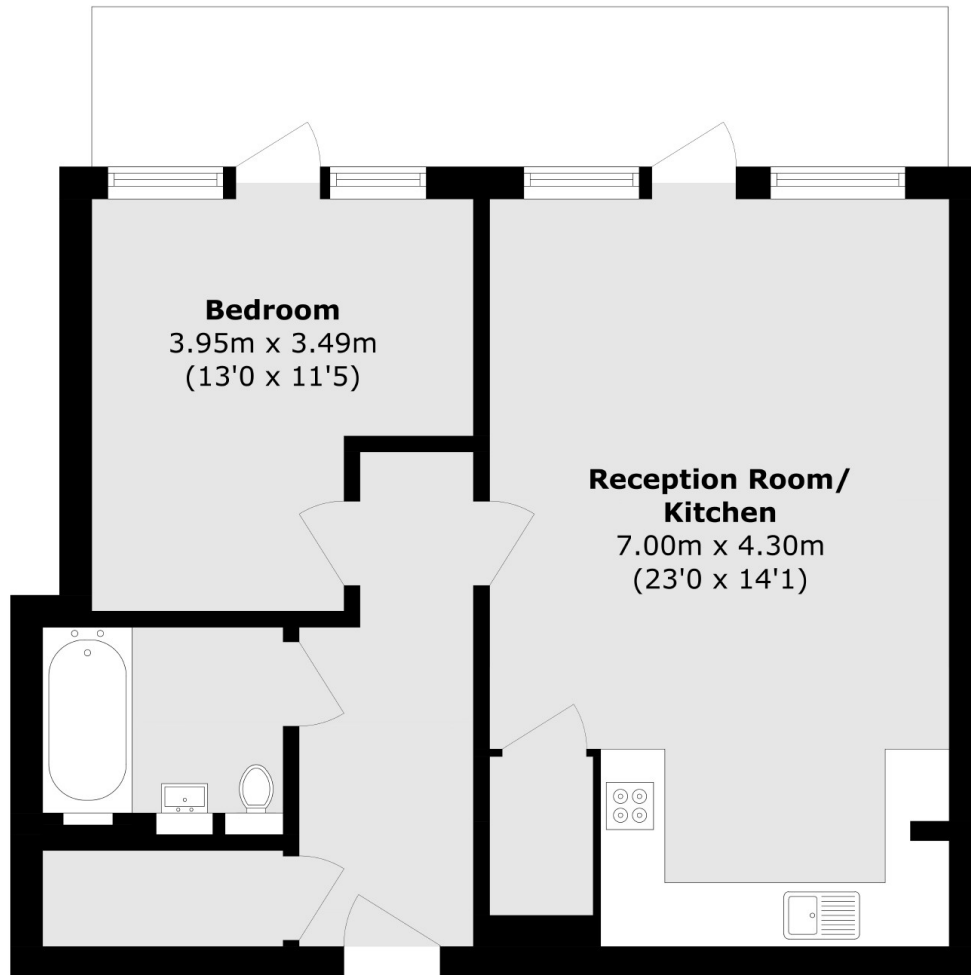 Bedroom
3.95m x 3.49m
(13'0 x 11'5)
Reception Room/
Kitchen
7.00m x 4.30m
(23'0 x 14'1)